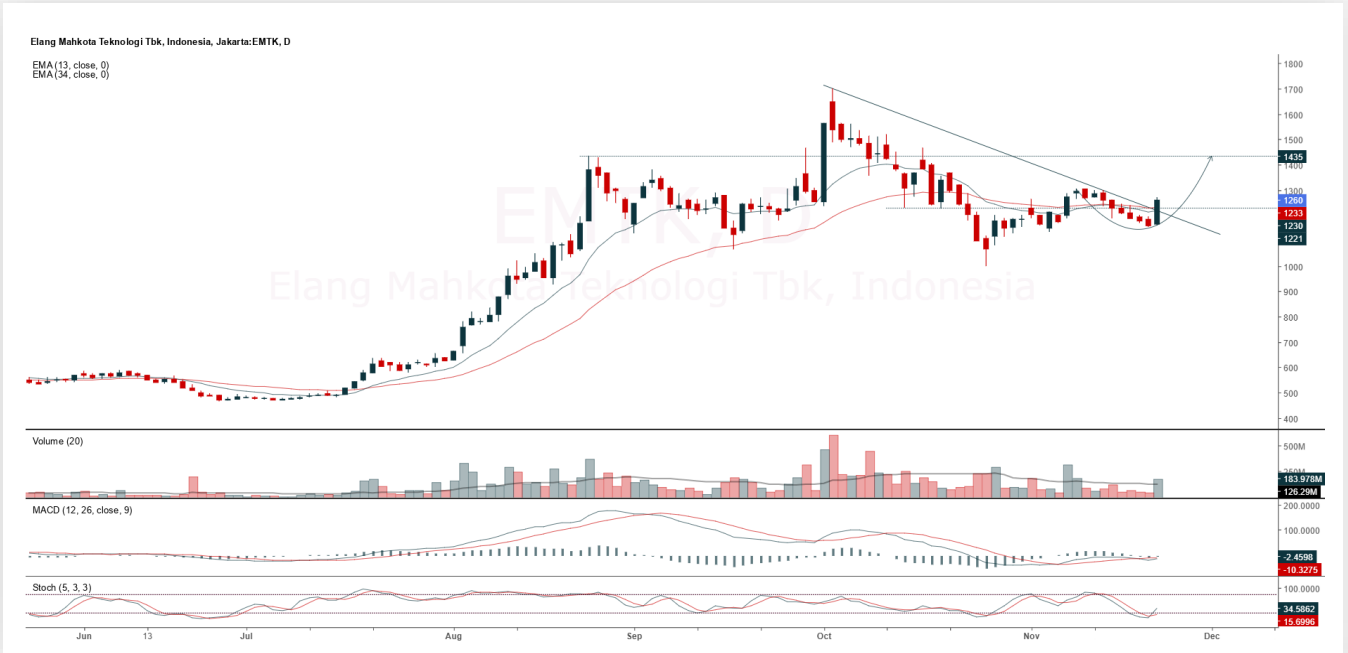 Elang Mahkota Teknologi Tbk, Indonesia, Jakarta:EMTK, D
EMA (13, close, 0)
EMA (34, close, 0)
EMTK, D
Elang Mahkota Teknologi Tbk, Indonesia
1800
1700
1600
1500
1435
1400
1300
1260
1233
1230
1221
1000
900
800
700
600
500
400
Volume (20)
500M
250M
183.978M
126.29M
MACD (12, 26, close, 9)
200.0000
100.0000
-2.4598
-10.3275
Stoch (5, 3, 3)
100.0000
34.5862
15.6996
Jun 13 Jul Aug Sep Oct Nov Dec